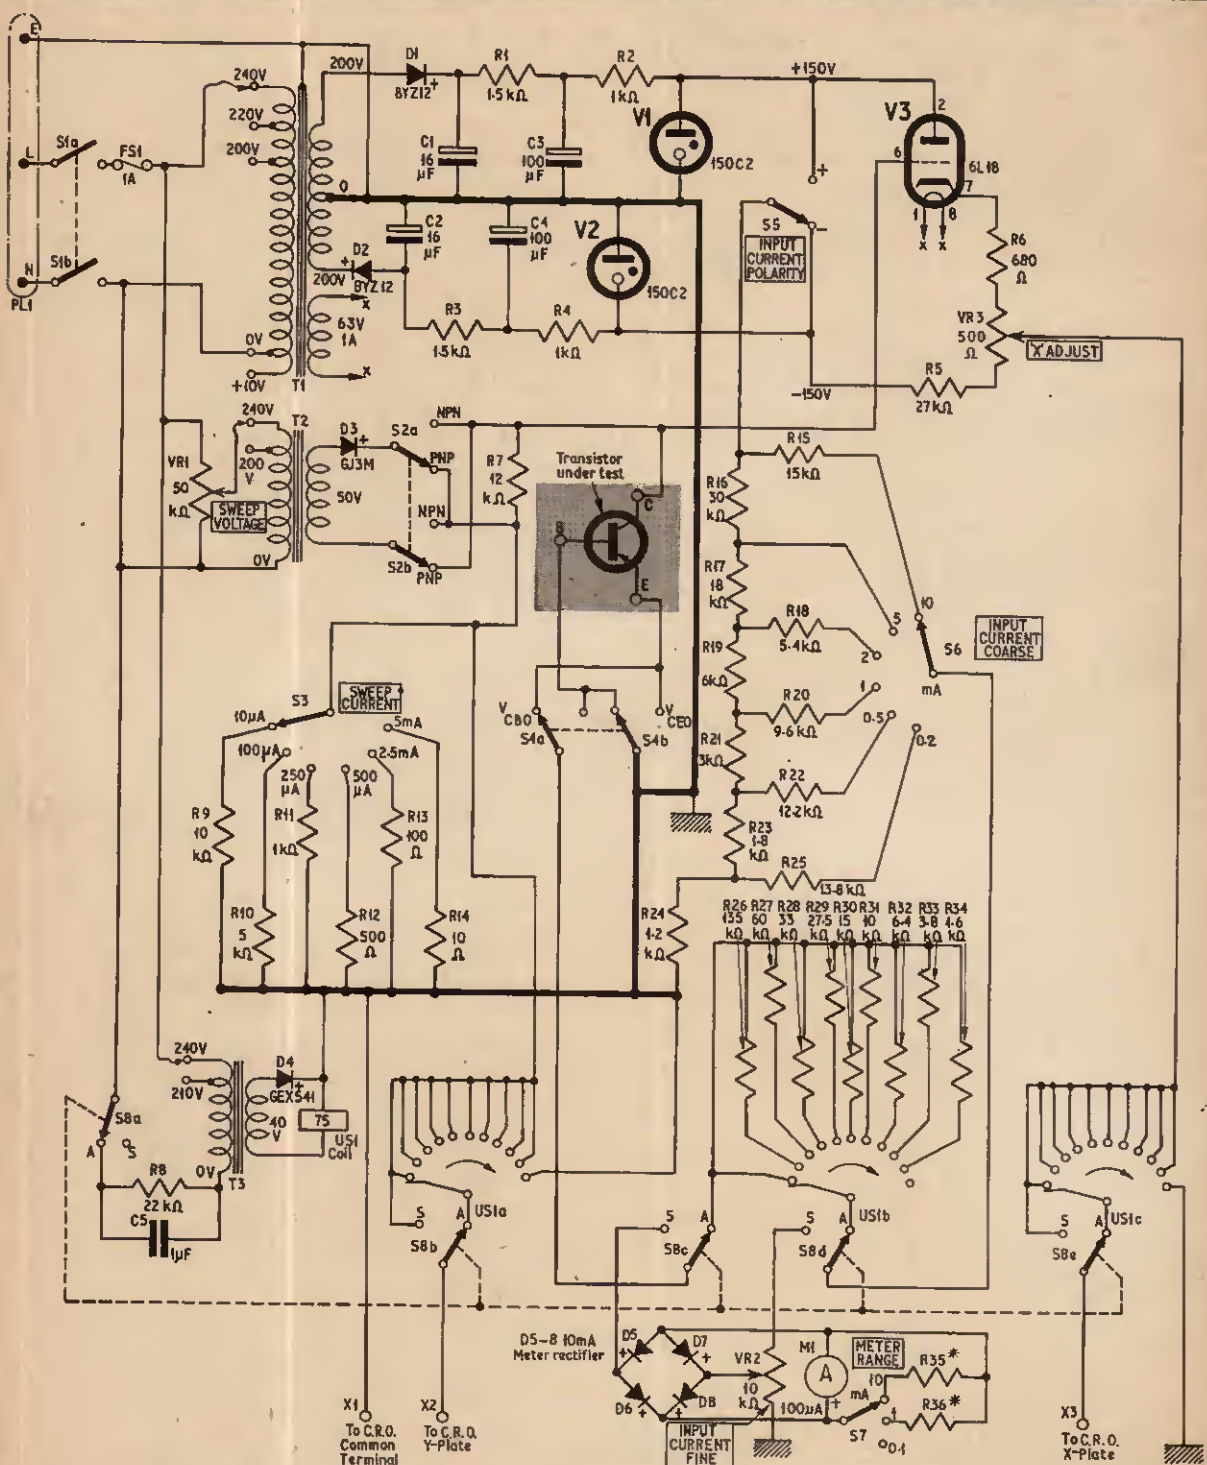 E
L
N
PL1
S1a
S1b
FS1
1A
240V
220V
200V
0V
+10V
T1
200V
0
200V
63V
1A
x
x
D1
BYZ12
+
R1
1·5kΩ
R2
1kΩ
C1
16
μF
C3
100
μF
C2
16
μF
C4
100
μF
D2
+
BYZ12
R3
1·5kΩ
R4
1kΩ
V1
150C2
V2
150C2
+150V
+
-
S5
INPUT
CURRENT
POLARITY
-150V
V3
2
6
6L18
7
1
8
x
x
R6
680
Ω
VR3
500
Ω
'X' ADJUST
R5
27kΩ
240V
T2
200
V
VR1
50
kΩ
SWEEP
VOLTAGE
0V
D3
+
GJ3M
50V
S2a
NPN
PNP
NPN
S2b
PNP
R7
12
kΩ
Transistor
under test
B
C
E
R15
15kΩ
R16
30
kΩ
R17
18
kΩ
R18
5·4kΩ
R19
6kΩ
R20
9·6kΩ
R21
3kΩ
R22
12·2kΩ
R23
1·8
kΩ
R25
13·8kΩ
R24
1·2
kΩ
10
5
2
1
0·5
0·2
S6
mA
INPUT
CURRENT
COARSE
S3
SWEEP
CURRENT
10μA
100μA
250
μA
500
μA
2·5mA
5mA
R9
10
kΩ
R10
5
kΩ
R11
1kΩ
R12
500
Ω
R13
100
Ω
R14
10
Ω
V
CBO
S4a
S4b
V
CEO
R26 R27 R28 R29 R30 R31 R32 R33 R34
135 60 33 27·5 15 10 6·4 3·8 1·6
kΩ kΩ kΩ kΩ kΩ kΩ kΩ kΩ kΩ
240V
210V
0V
T3
D4
+
GEX541
40
V
75
US1
Coil
S8a
A
S
R8
22kΩ
C5
1μF
S
A
US1a
S8b
S
A
S8c
S
A
US1b
S8d
S
A
US1c
S8e
D5-8 10mA
Meter rectifier
D5
+
D7
+
D6
+
D8
+
VR2
10
kΩ
INPUT
CURRENT
FINE
M1
A
100μA
+
METER
RANGE
10
mA
1
S7
0·1
R35*
R36*
X1
To C.R.O.
Common
Terminal
X2
To C.R.O.
Y-Plate
X3
To C.R.O.
X-Plate